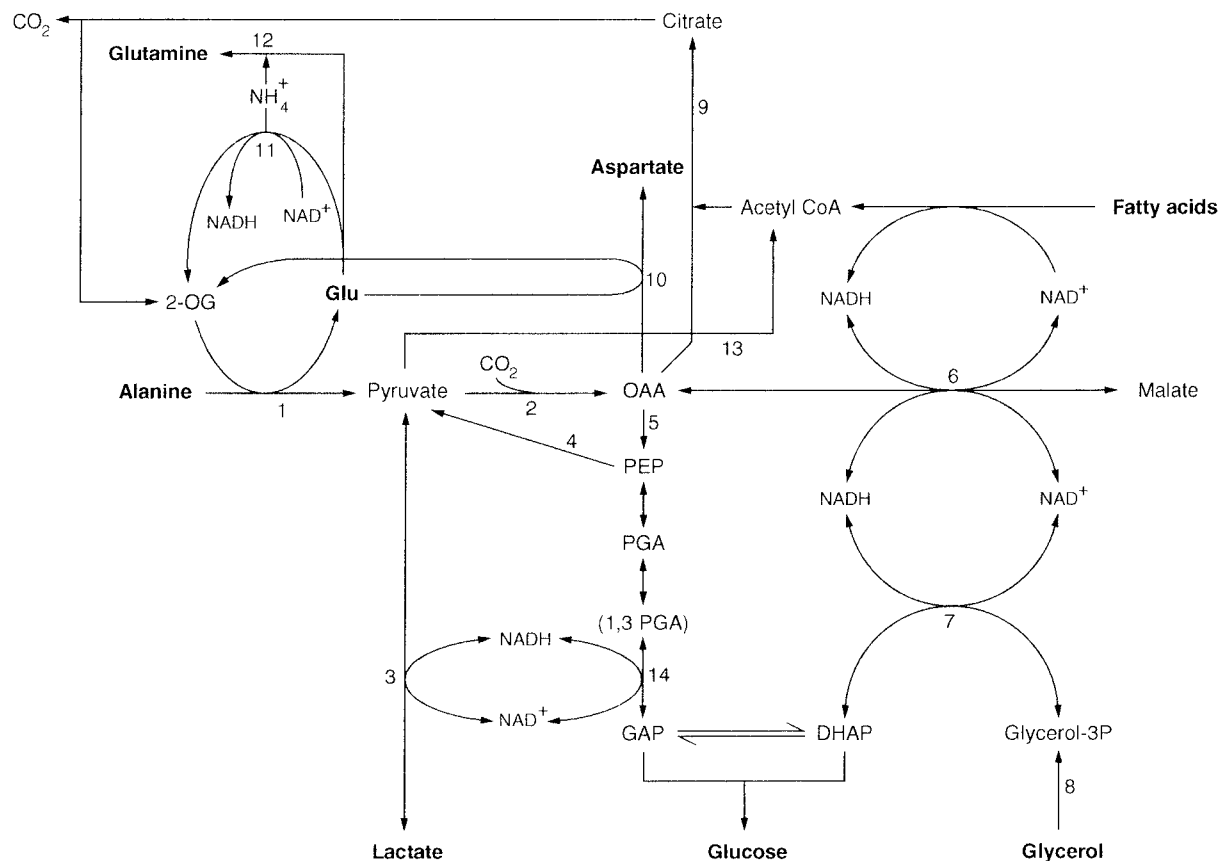 CO2 Citrate
12
Glutamine
NH4+
9
11
Aspartate
NADH NAD+
Acetyl CoA Fatty acids
10
2-OG Glu NADH NAD+
13
CO2
6
Alanine Pyruvate OAA Malate
1 2
5
4
PEP
NADH NAD+
PGA
(1,3 PGA)
7
NADH
3 14
NAD+
GAP DHAP Glycerol-3P
8
Lactate Glucose Glycerol